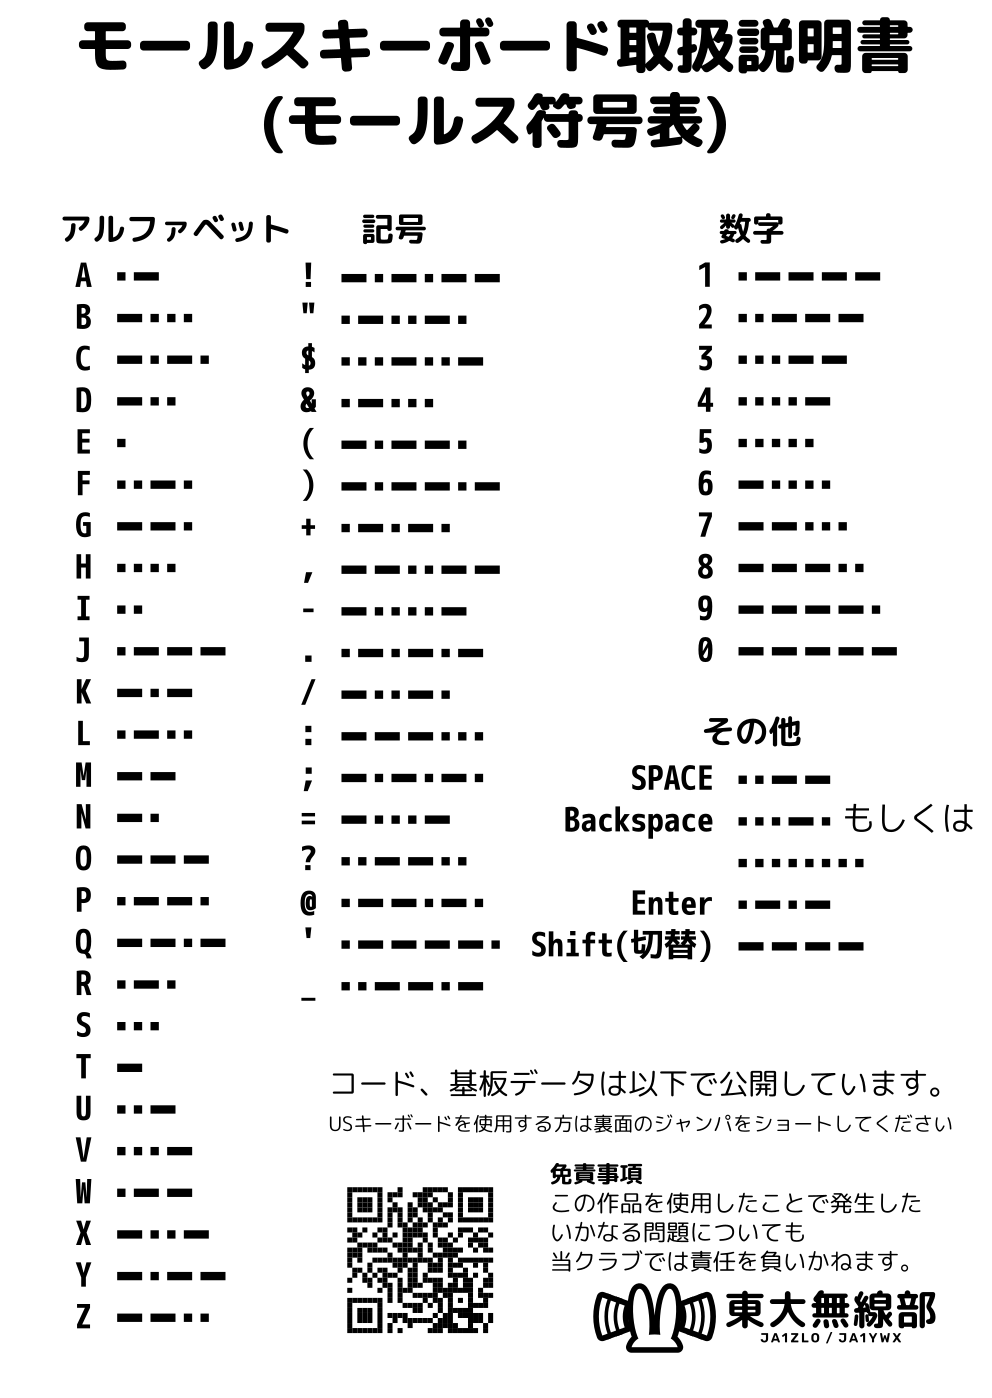 モールスキーボード取扱説明書
(モールス符号表)
アルファベット
A ・－
B －・・・
C －・－・
D －・・
E ・
F ・・－・
G －－・
H ・・・・
I ・・
J ・－－－
K －・－
L ・－・・
M －－
N －・
O －－－
P ・－－・
Q －－・－
R ・－・
S ・・・
T －
U ・・－
V ・・・－
W ・－－
X －・・－
Y －・－－
Z －－・・
記号
! －・－・－－
" ・－・・－・
$ ・・・－・・－
& ・－・・・
( －・－－・
) －・－－・－
+ ・－・－・
, －－・・－－
- －・・・・－
. ・－・－・－
/ －・・－・
: －－－・・・
; －・－・－・
= －・・・－
? ・・－－・・
@ ・－－・－・
' ・－－－－・
_ ・・－－・－
数字
1 ・－－－－
2 ・・－－－
3 ・・・－－
4 ・・・・－
5 ・・・・・
6 －・・・・
7 －－・・・
8 －－－・・
9 －－－－・
0 －－－－－
その他
SPACE ・・－－
Backspace ・・・－・ もしくは
・・・・・・・・
Enter ・－・－
Shift(切替) －－－－
コード、基板データは以下で公開しています。
USキーボードを使用する方は裏面のジャンパをショートしてください
免責事項
この作品を使用したことで発生した
いかなる問題についても
当クラブでは責任を負いかねます。
東大無線部
JA1ZLO / JA1YWX